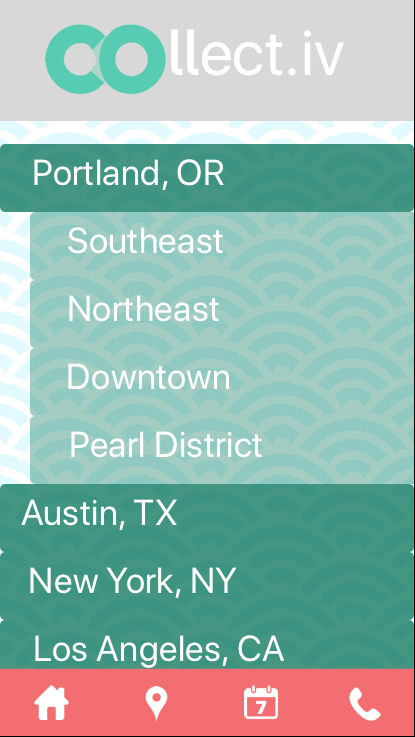 collect.iv
Portland, OR
Southeast
Northeast
Downtown
Pearl District
Austin, TX
New York, NY
Los Angeles, CA
7